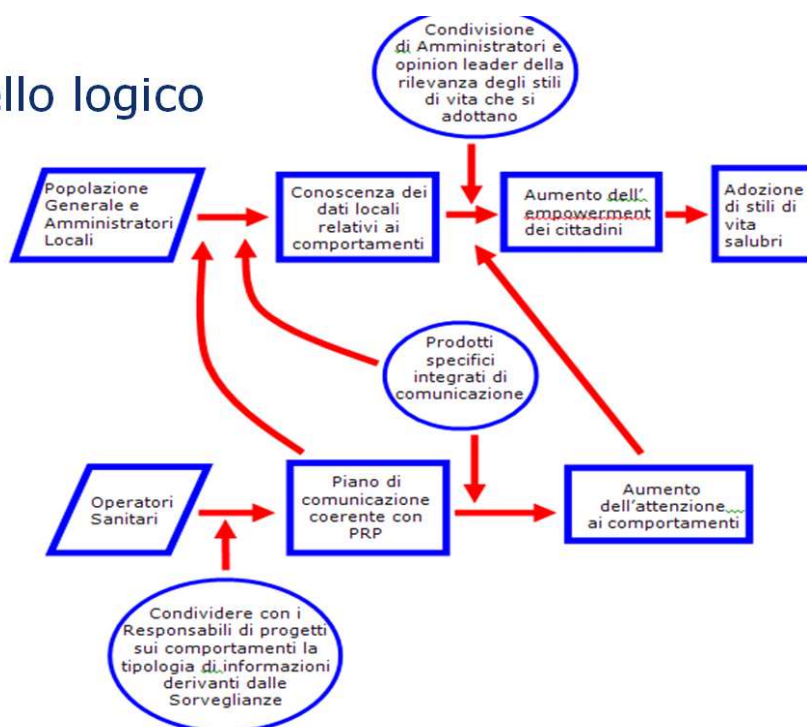 ello logico
Condivisione
di Amministratori e
opinion leader della
rilevanza degli stili
di vita che si
adottano
Popolazione
Generale e
Amministratori
Locali
Conoscenza dei
dati locali
relativi ai
comportamenti
Aumento dell’
empowerment
dei cittadini
Adozione
di stili di
vita
salubri
Prodotti
specifici
integrati di
comunicazione
Operatori
Sanitari
Piano di
comunicazione
coerente con
PRP
Aumento
dell’attenzione
ai comportamenti
Condividere con i
Responsabili di progetti
sui comportamenti la
tipologia di informazioni
derivanti dalle
Sorveglianze